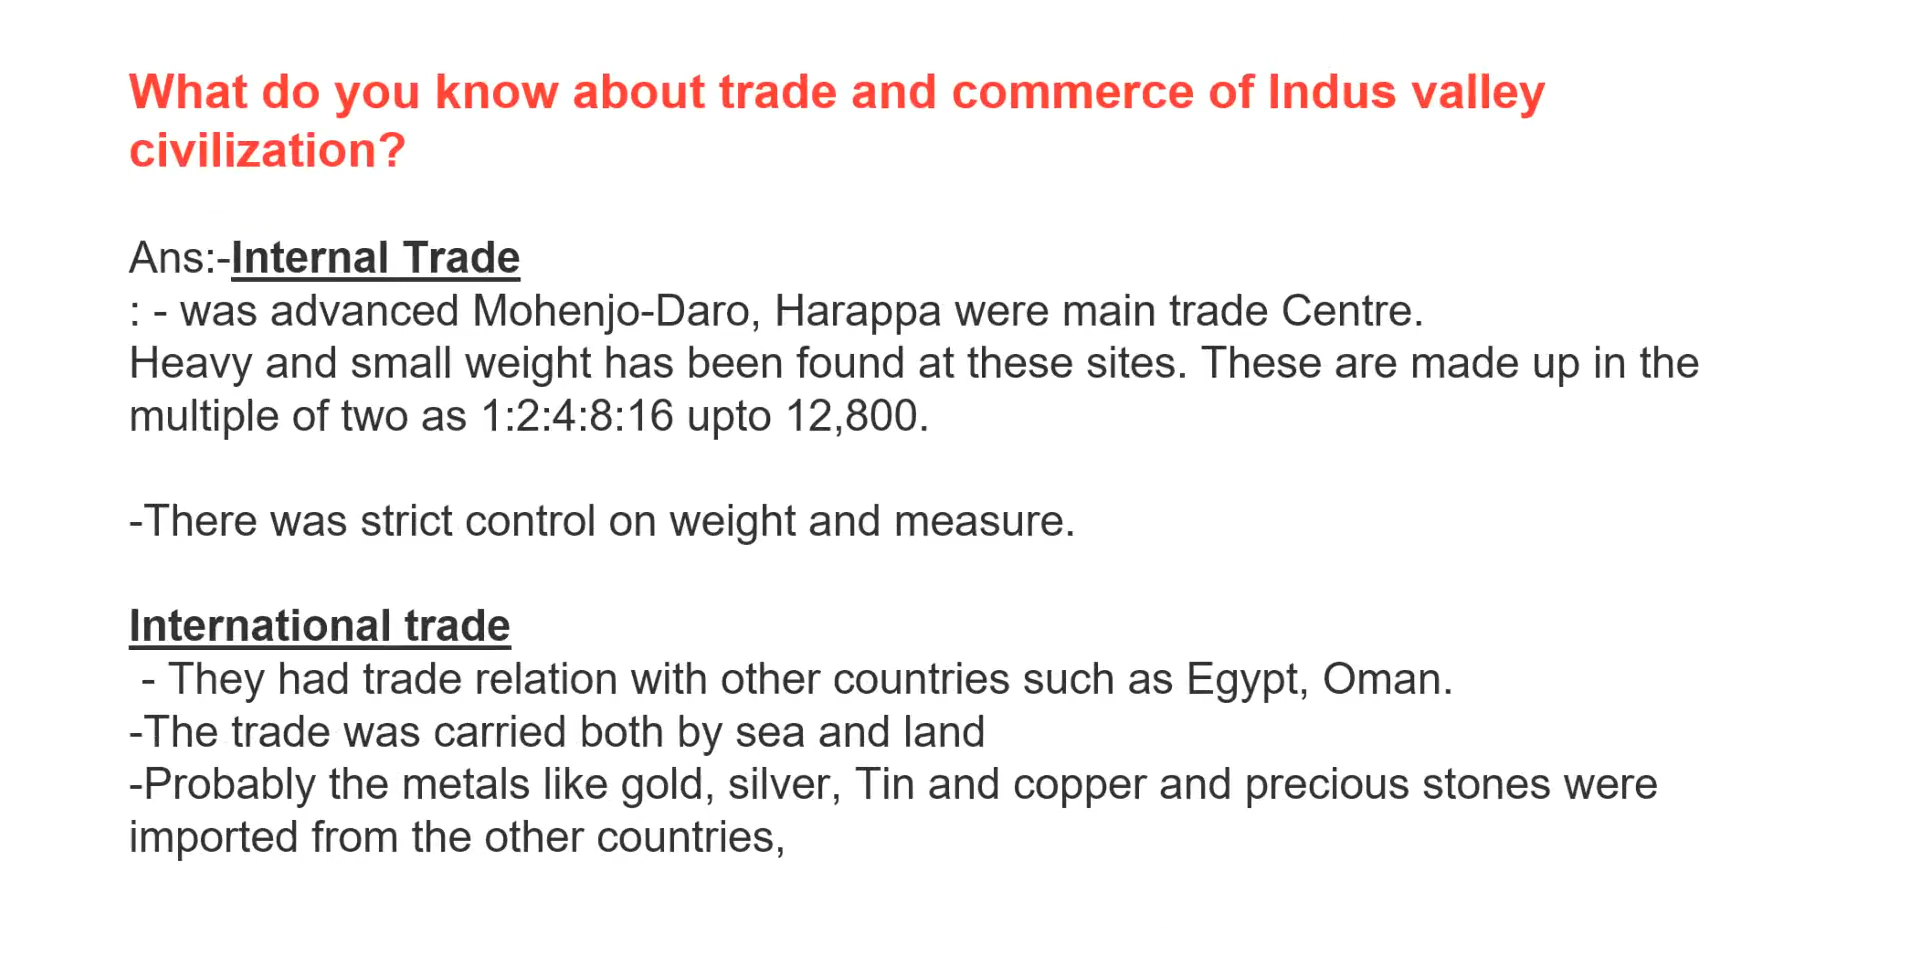 What do you know about trade and commerce of Indus valley
civilization?
Ans:-Internal Trade
: - was advanced Mohenjo-Daro, Harappa were main trade Centre.
Heavy and small weight has been found at these sites. These are made up in the
multiple of two as 1:2:4:8:16 upto 12,800.
-There was strict control on weight and measure.
International trade
- They had trade relation with other countries such as Egypt, Oman.
-The trade was carried both by sea and land
-Probably the metals like gold, silver, Tin and copper and precious stones were
imported from the other countries,